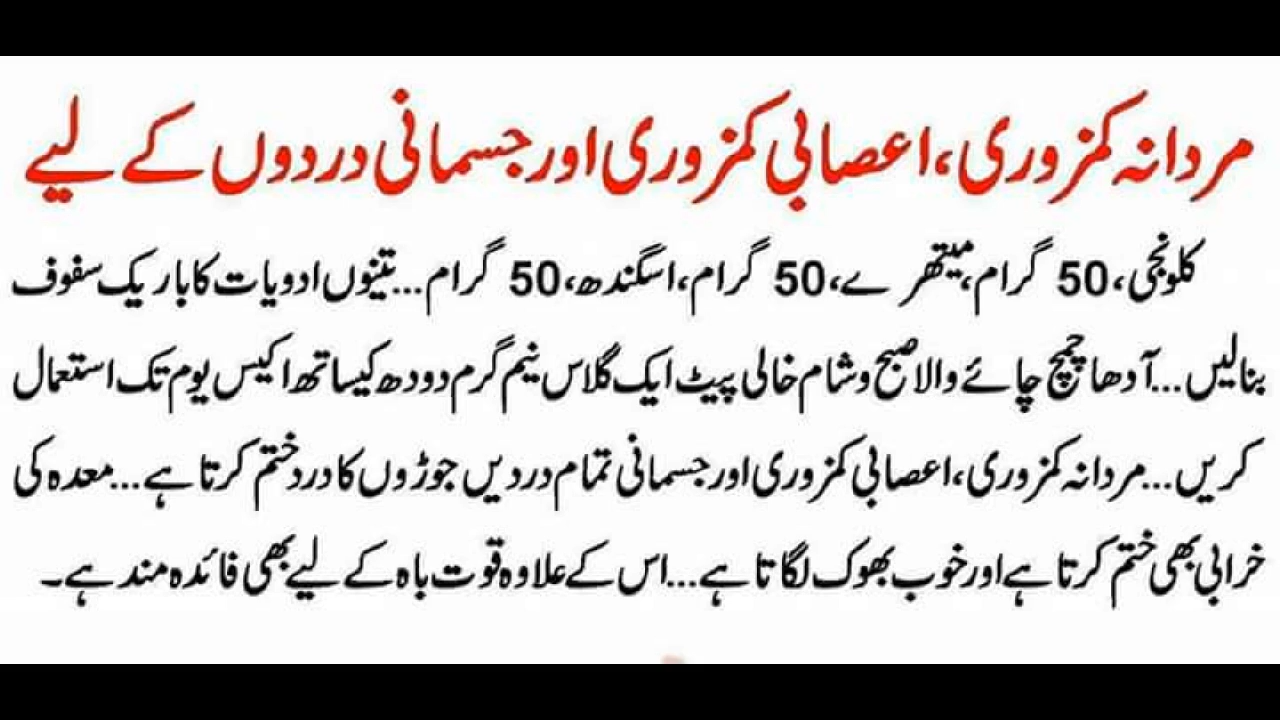 مردانہ کمزوری، اعصابی کمزوری اور جسمانی دردوں کے لیے
کلونجی، 50 گرام، میتھرے، 50 گرام، اسگندھ، 50 گرام...تینوں ادویات کا باریک سفوف
بنالیں...آدھا چمچ چائے والا صبح و شام خالی پیٹ ایک گلاس نیم گرم دودھ کیساتھ اکیس یوم تک استعمال
کریں...مردانہ کمزوری، اعصابی کمزوری اور جسمانی تمام دردیں جوڑوں کا درد ختم کرتا ہے...معدہ کی
خرابی بھی ختم کرتا ہے اور خوب بھوک لگاتا ہے...اس کے علاوہ قوت باہ کے لیے بھی فائدہ مند ہے۔